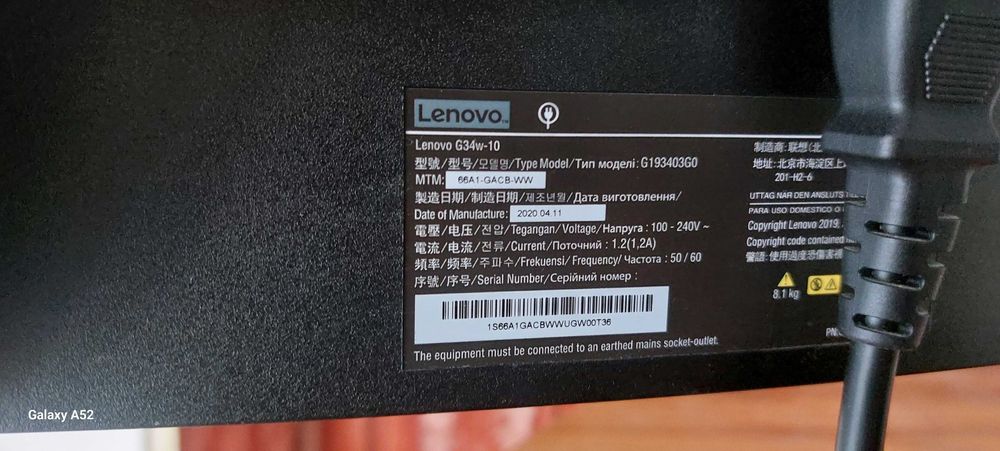 Lenovo
Lenovo G34w-10
型號/型号/모델명/Type Model/Тип моделі: G193403G0
MTM: 66A1-GACB-WW
製造日期/制造日期/제조년월/Дата виготовлення/
Date of Manufacture: 2020.04.11
電壓/电压/전압/Tegangan/Voltage/Напруга : 100 - 240V ~
電流/电流/전류/Current/Поточний : 1.2(1,2A)
頻率/频率/주파수/Frekuensi/Frequency/Частота : 50 / 60
序號/序号/Serial Number/Серійний номер :
1S66A1GACBWWUGW00T36
The equipment must be connected to an earthed mains socket-outlet.
制造商: 联想(北
地址: 北京市海淀区上
201-H2-6
UTTAG NÄR DEN ANSLUTS
PARA USO DOMESTICO O
Copyright Lenovo 2019,
Copyright code contained
警語: 使用過度恐傷害視
8.1 kg
PN:
Galaxy A52